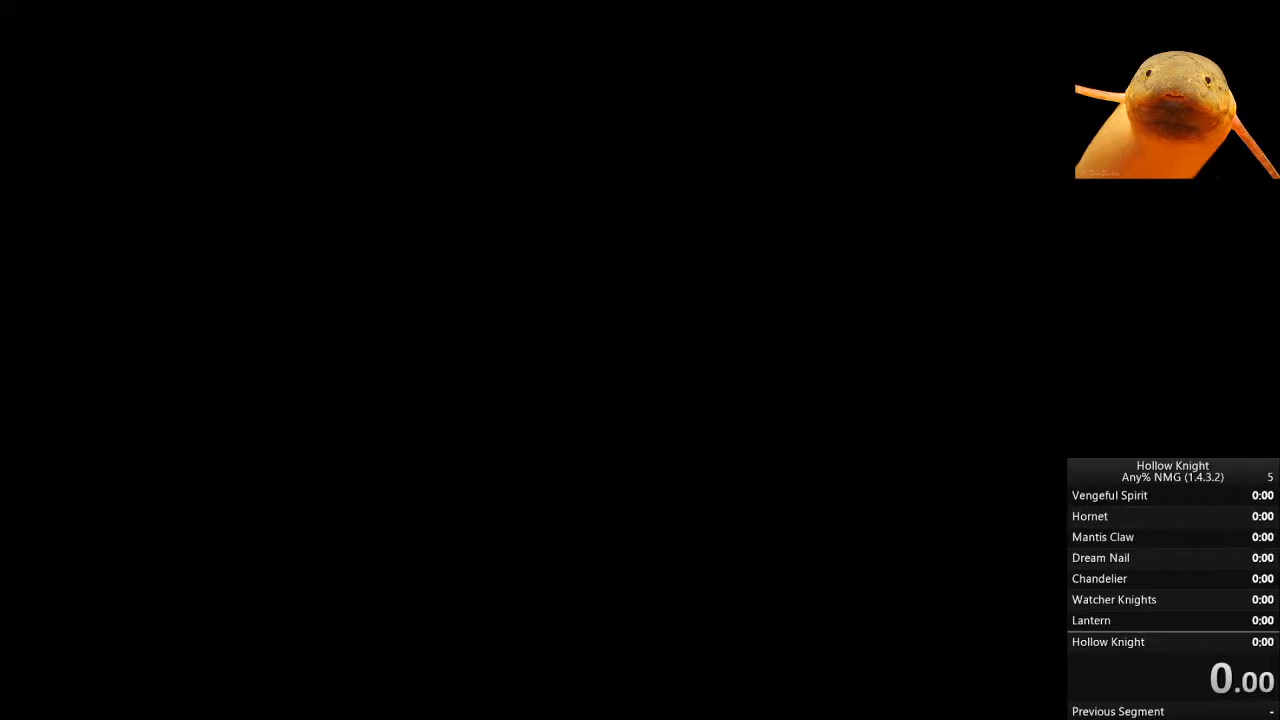 Hollow Knight
Any% NMG (1.4.3.2) 5
Vengeful Spirit 0:00
Hornet 0:00
Mantis Claw 0:00
Dream Nail 0:00
Chandelier 0:00
Watcher Knights 0:00
Lantern 0:00
Hollow Knight 0:00
0.00
Previous Segment -